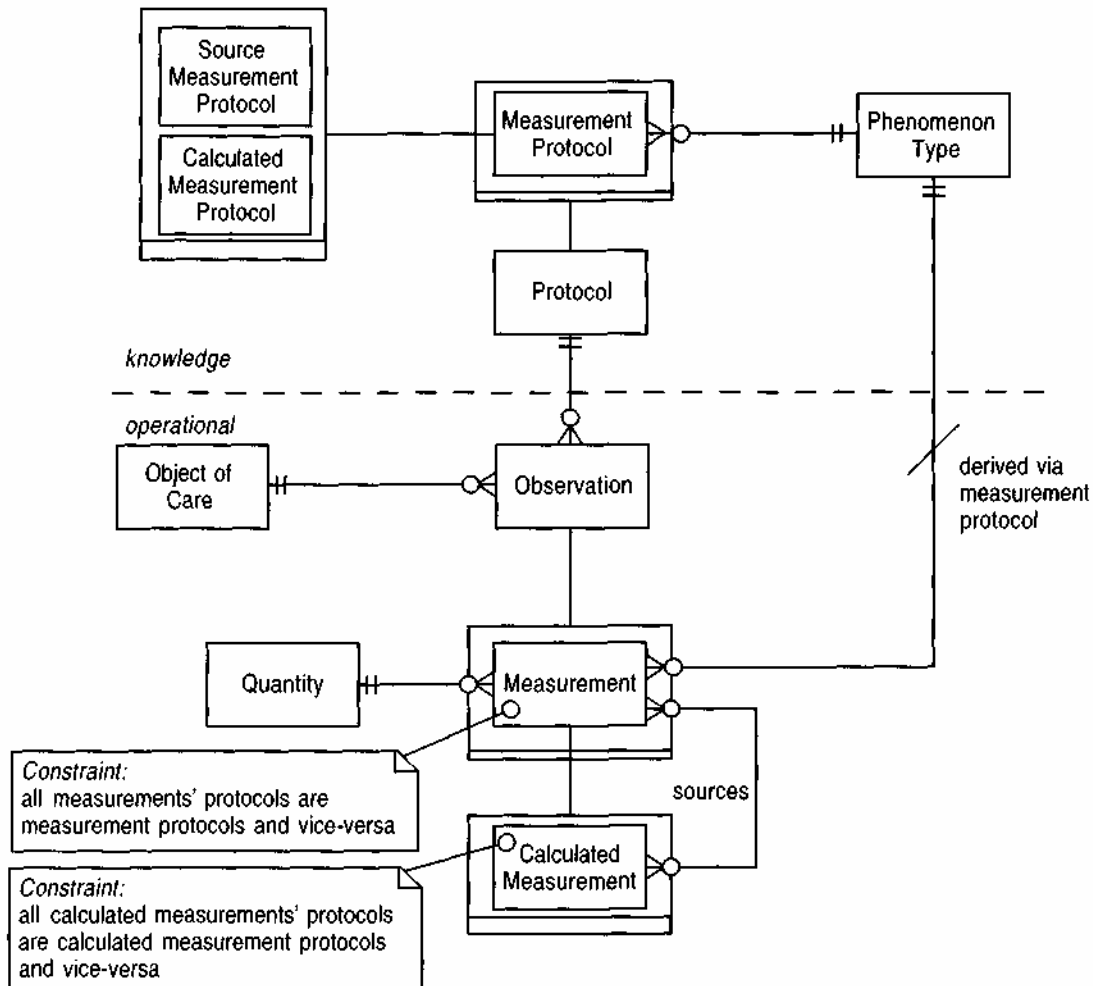 Source
Measurement
Protocol
Calculated
Measurement
Protocol
Measurement
Protocol
Phenomenon
Type
Protocol
knowledge
operational
Object of
Care
Observation
derived via
measurement
protocol
Quantity
Measurement
Constraint:
all measurements' protocols are
measurement protocols and vice-versa
sources
Calculated
Measurement
Constraint:
all calculated measurements' protocols
are calculated measurement protocols
and vice-versa